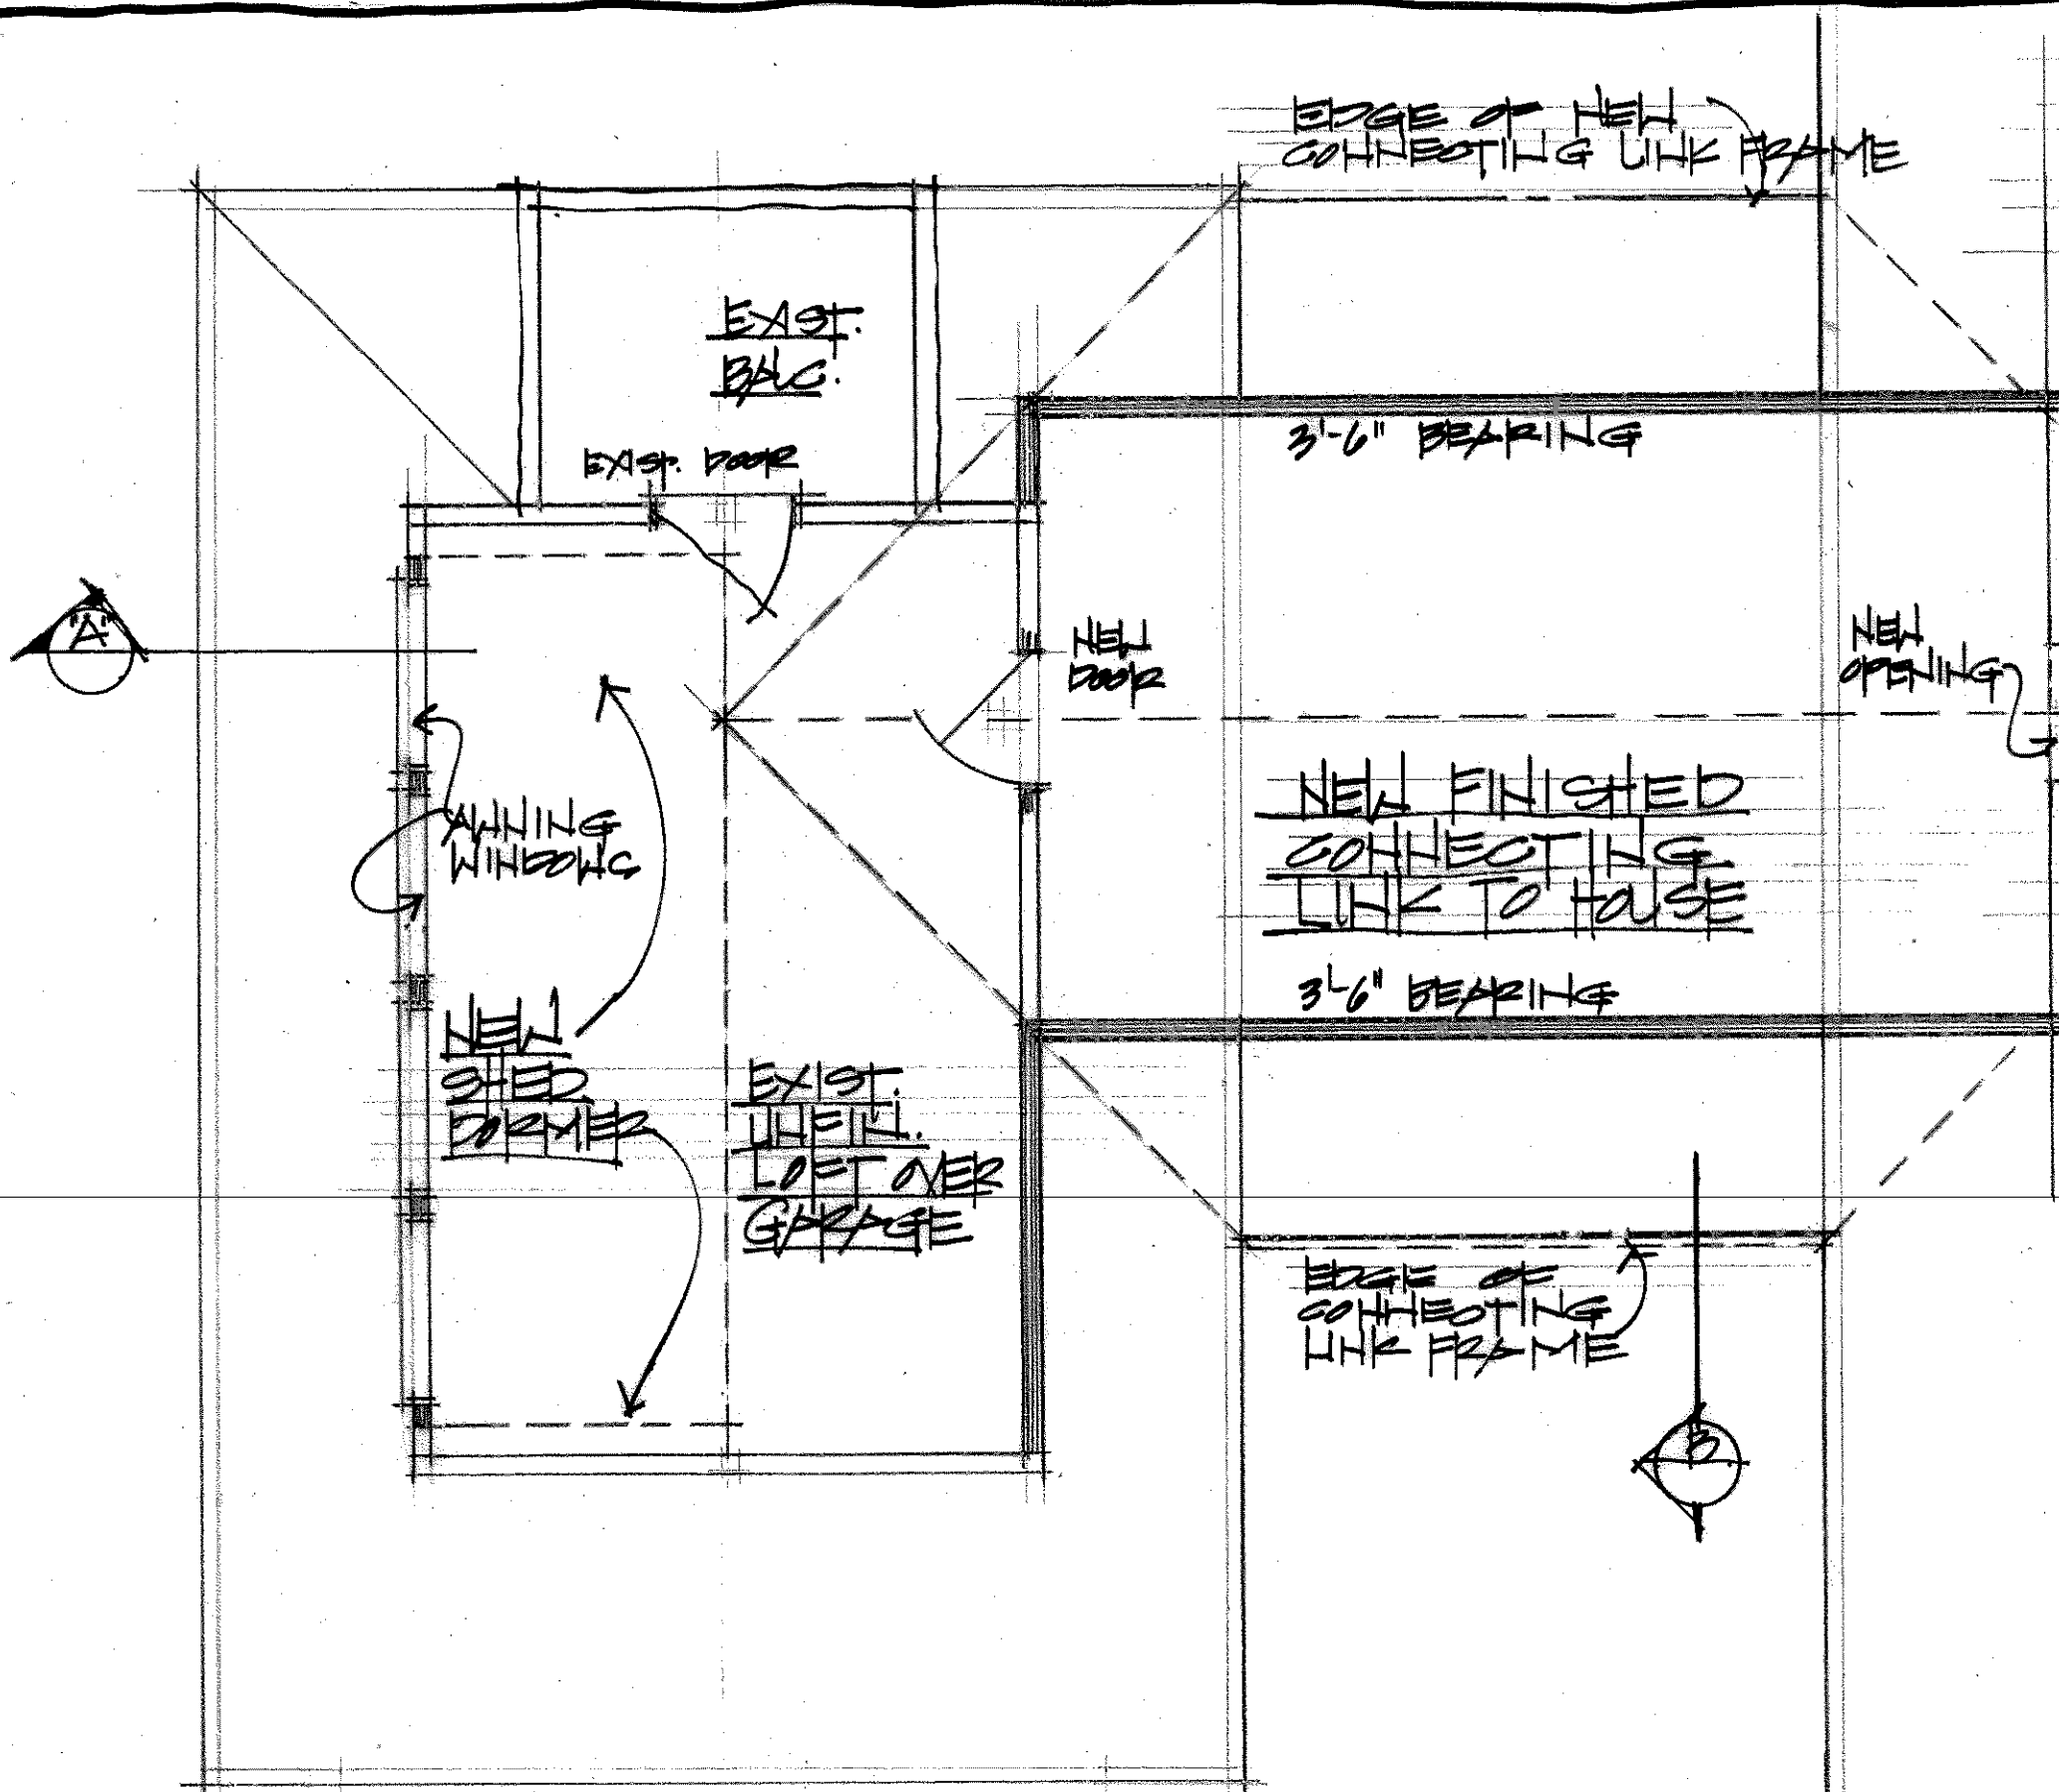 EDGE OF NEW
CONNECTING LINK FRAME
EXIST.
BALC.
EXIST. DOOR
3'-6" BEARING
"A"
NEW
DOOR
NEW
OPENING
AWNING
WINDOWS
NEW FINISHED
CONNECTING
LINK TO HOUSE
3'-6" BEARING
NEW
SHED
DORMER
EXIST.
UNFIN.
LOFT OVER
GARAGE
EDGE OF
CONNECTING
LINK FRAME
B